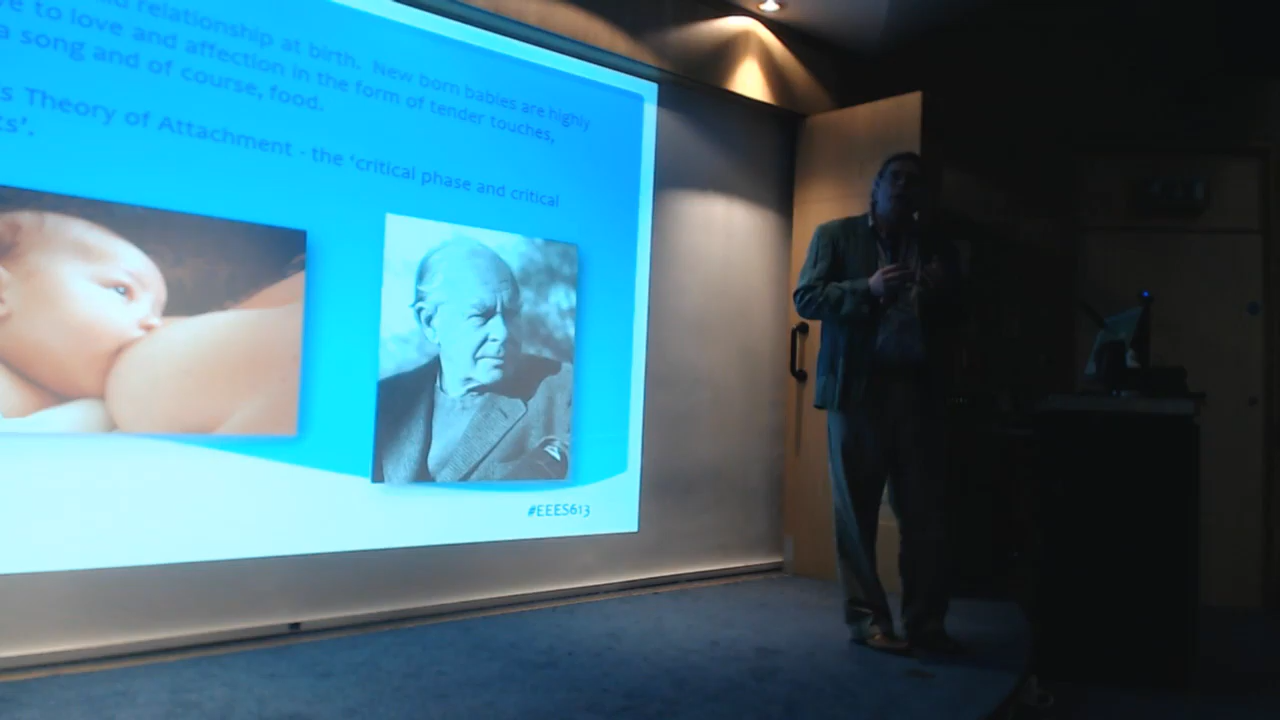 relationship at birth. New born babies are highly
to love and affection in the form of tender touches,
a song and of course, food.
s Theory of Attachment - the 'critical phase and critical
ts'.
#EEES613